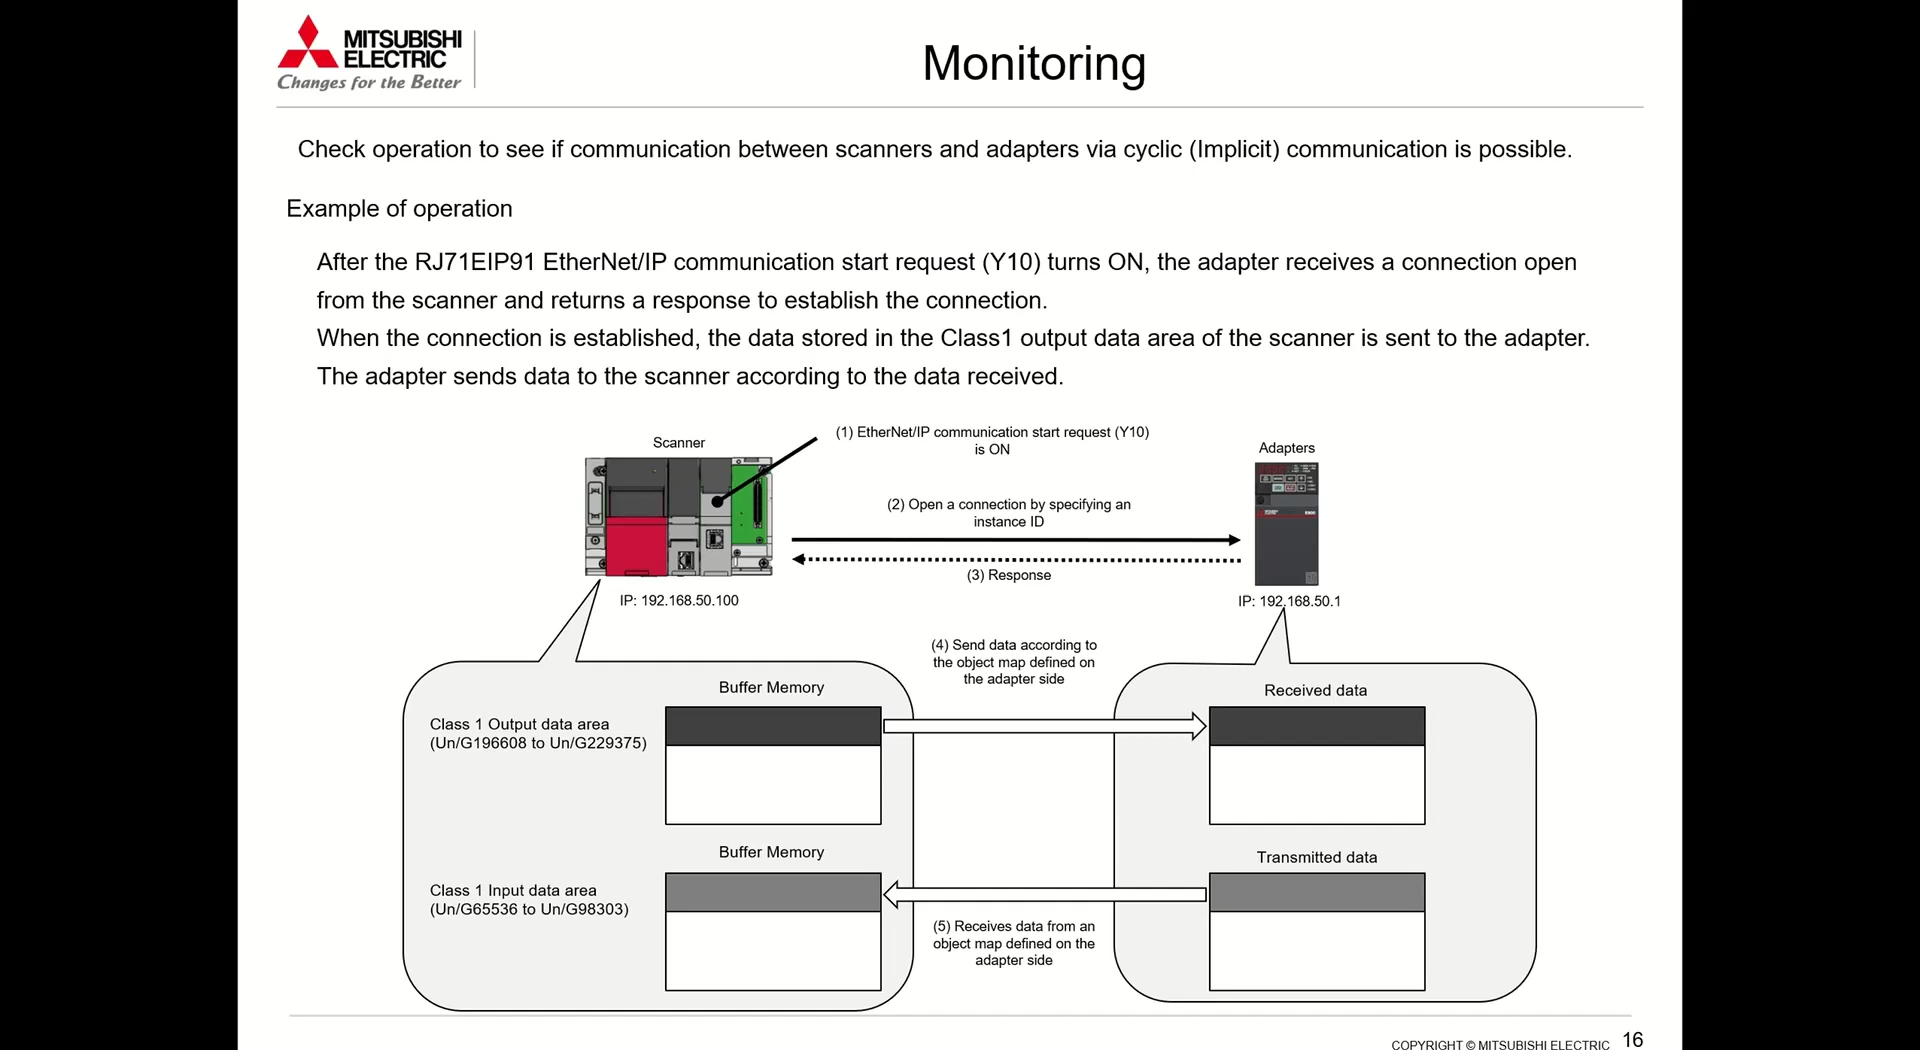 MITSUBISHI
ELECTRIC
Changes for the Better
Monitoring
Check operation to see if communication between scanners and adapters via cyclic (Implicit) communication is possible.
Example of operation
After the RJ71EIP91 EtherNet/IP communication start request (Y10) turns ON, the adapter receives a connection open
from the scanner and returns a response to establish the connection.
When the connection is established, the data stored in the Class1 output data area of the scanner is sent to the adapter.
The adapter sends data to the scanner according to the data received.
Scanner
(1) EtherNet/IP communication start request (Y10)
is ON
Adapters
(2) Open a connection by specifying an
instance ID
(3) Response
IP: 192.168.50.100
IP: 192.168.50.1
(4) Send data according to
the object map defined on
the adapter side
Buffer Memory
Received data
Class 1 Output data area
(Un/G196608 to Un/G229375)
Buffer Memory
Transmitted data
Class 1 Input data area
(Un/G65536 to Un/G98303)
(5) Receives data from an
object map defined on the
adapter side
COPYRIGHT © MITSUBISHI ELECTRIC
16